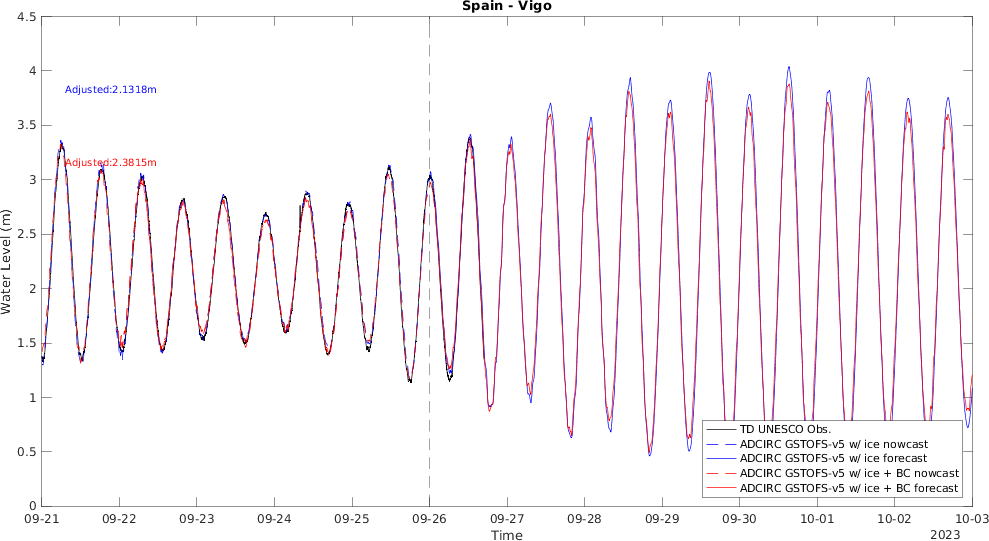 Spain - Vigo
4.5
4
3.5
3
2.5
2
1.5
1
0.5
0
Water Level (m)
Adjusted:2.1318m
Adjusted:2.3815m
TD UNESCO Obs.
ADCIRC GSTOFS-v5 w/ ice nowcast
ADCIRC GSTOFS-v5 w/ ice forecast
ADCIRC GSTOFS-v5 w/ ice + BC nowcast
ADCIRC GSTOFS-v5 w/ ice + BC forecast
09-21 09-22 09-23 09-24 09-25 09-26 09-27 09-28 09-29 09-30 10-01 10-02 10-03
Time
2023